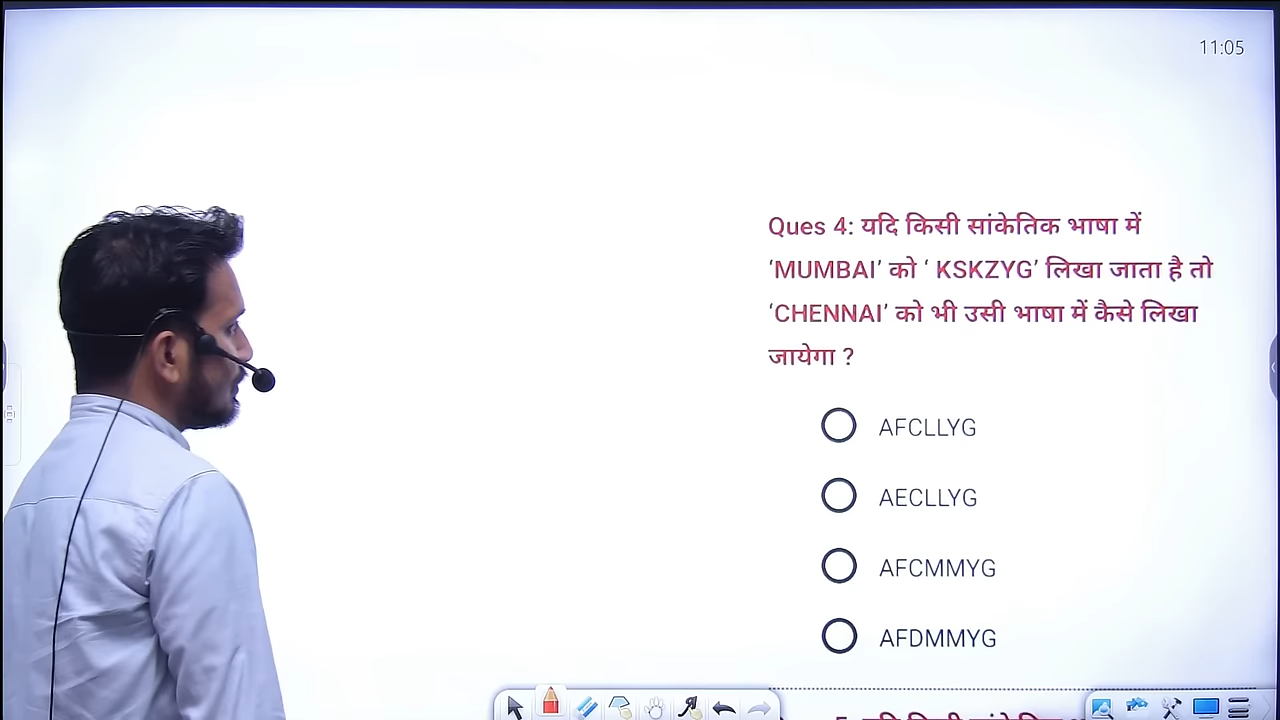 11:05
Ques 4: यदि किसी सांकेतिक भाषा में
‘MUMBAI’ को ‘ KSKZYG’ लिखा जाता है तो
‘CHENNAI’ को भी उसी भाषा में कैसे लिखा
जायेगा ?
AFCLLYG
AECLLYG
AFCMMYG
AFDMMYG